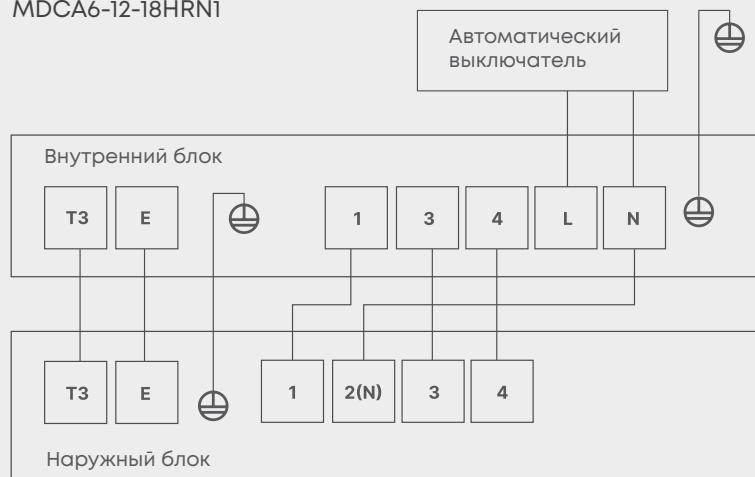 MDCA6-12-18HRN1
Автоматический
выключатель
Внутренний блок
T3 E 1 3 4 L N
T3 E 1 2(N) 3 4
Наружный блок